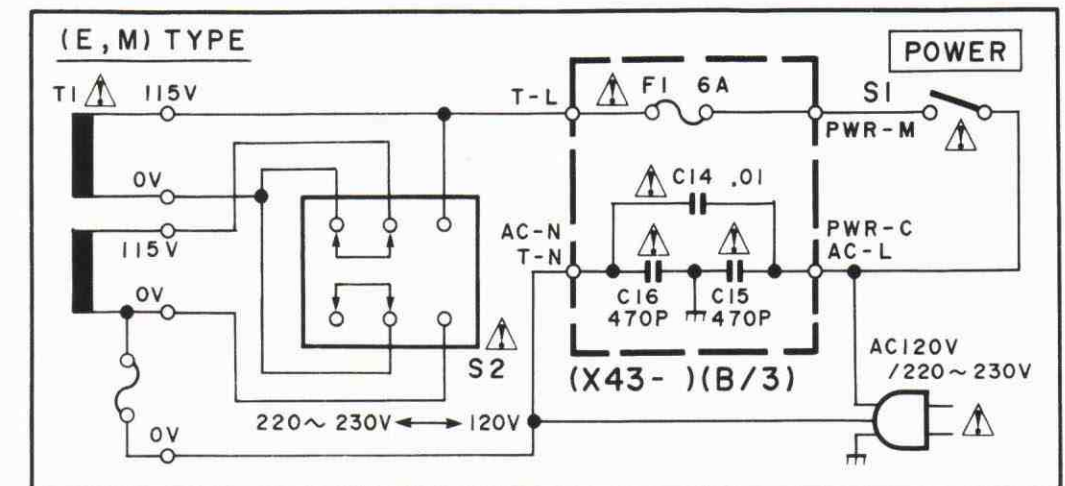 (E,M) TYPE
POWER
T1 115V
T-L
F1 6A
S1
PWR-M
0V
C14 .01
115V
AC-N
T-N
PWR-C
AC-L
0V
C16
470P
C15
470P
S2
(X43- )(B/3)
AC120V
/220~230V
220~ 230V 120V
0V